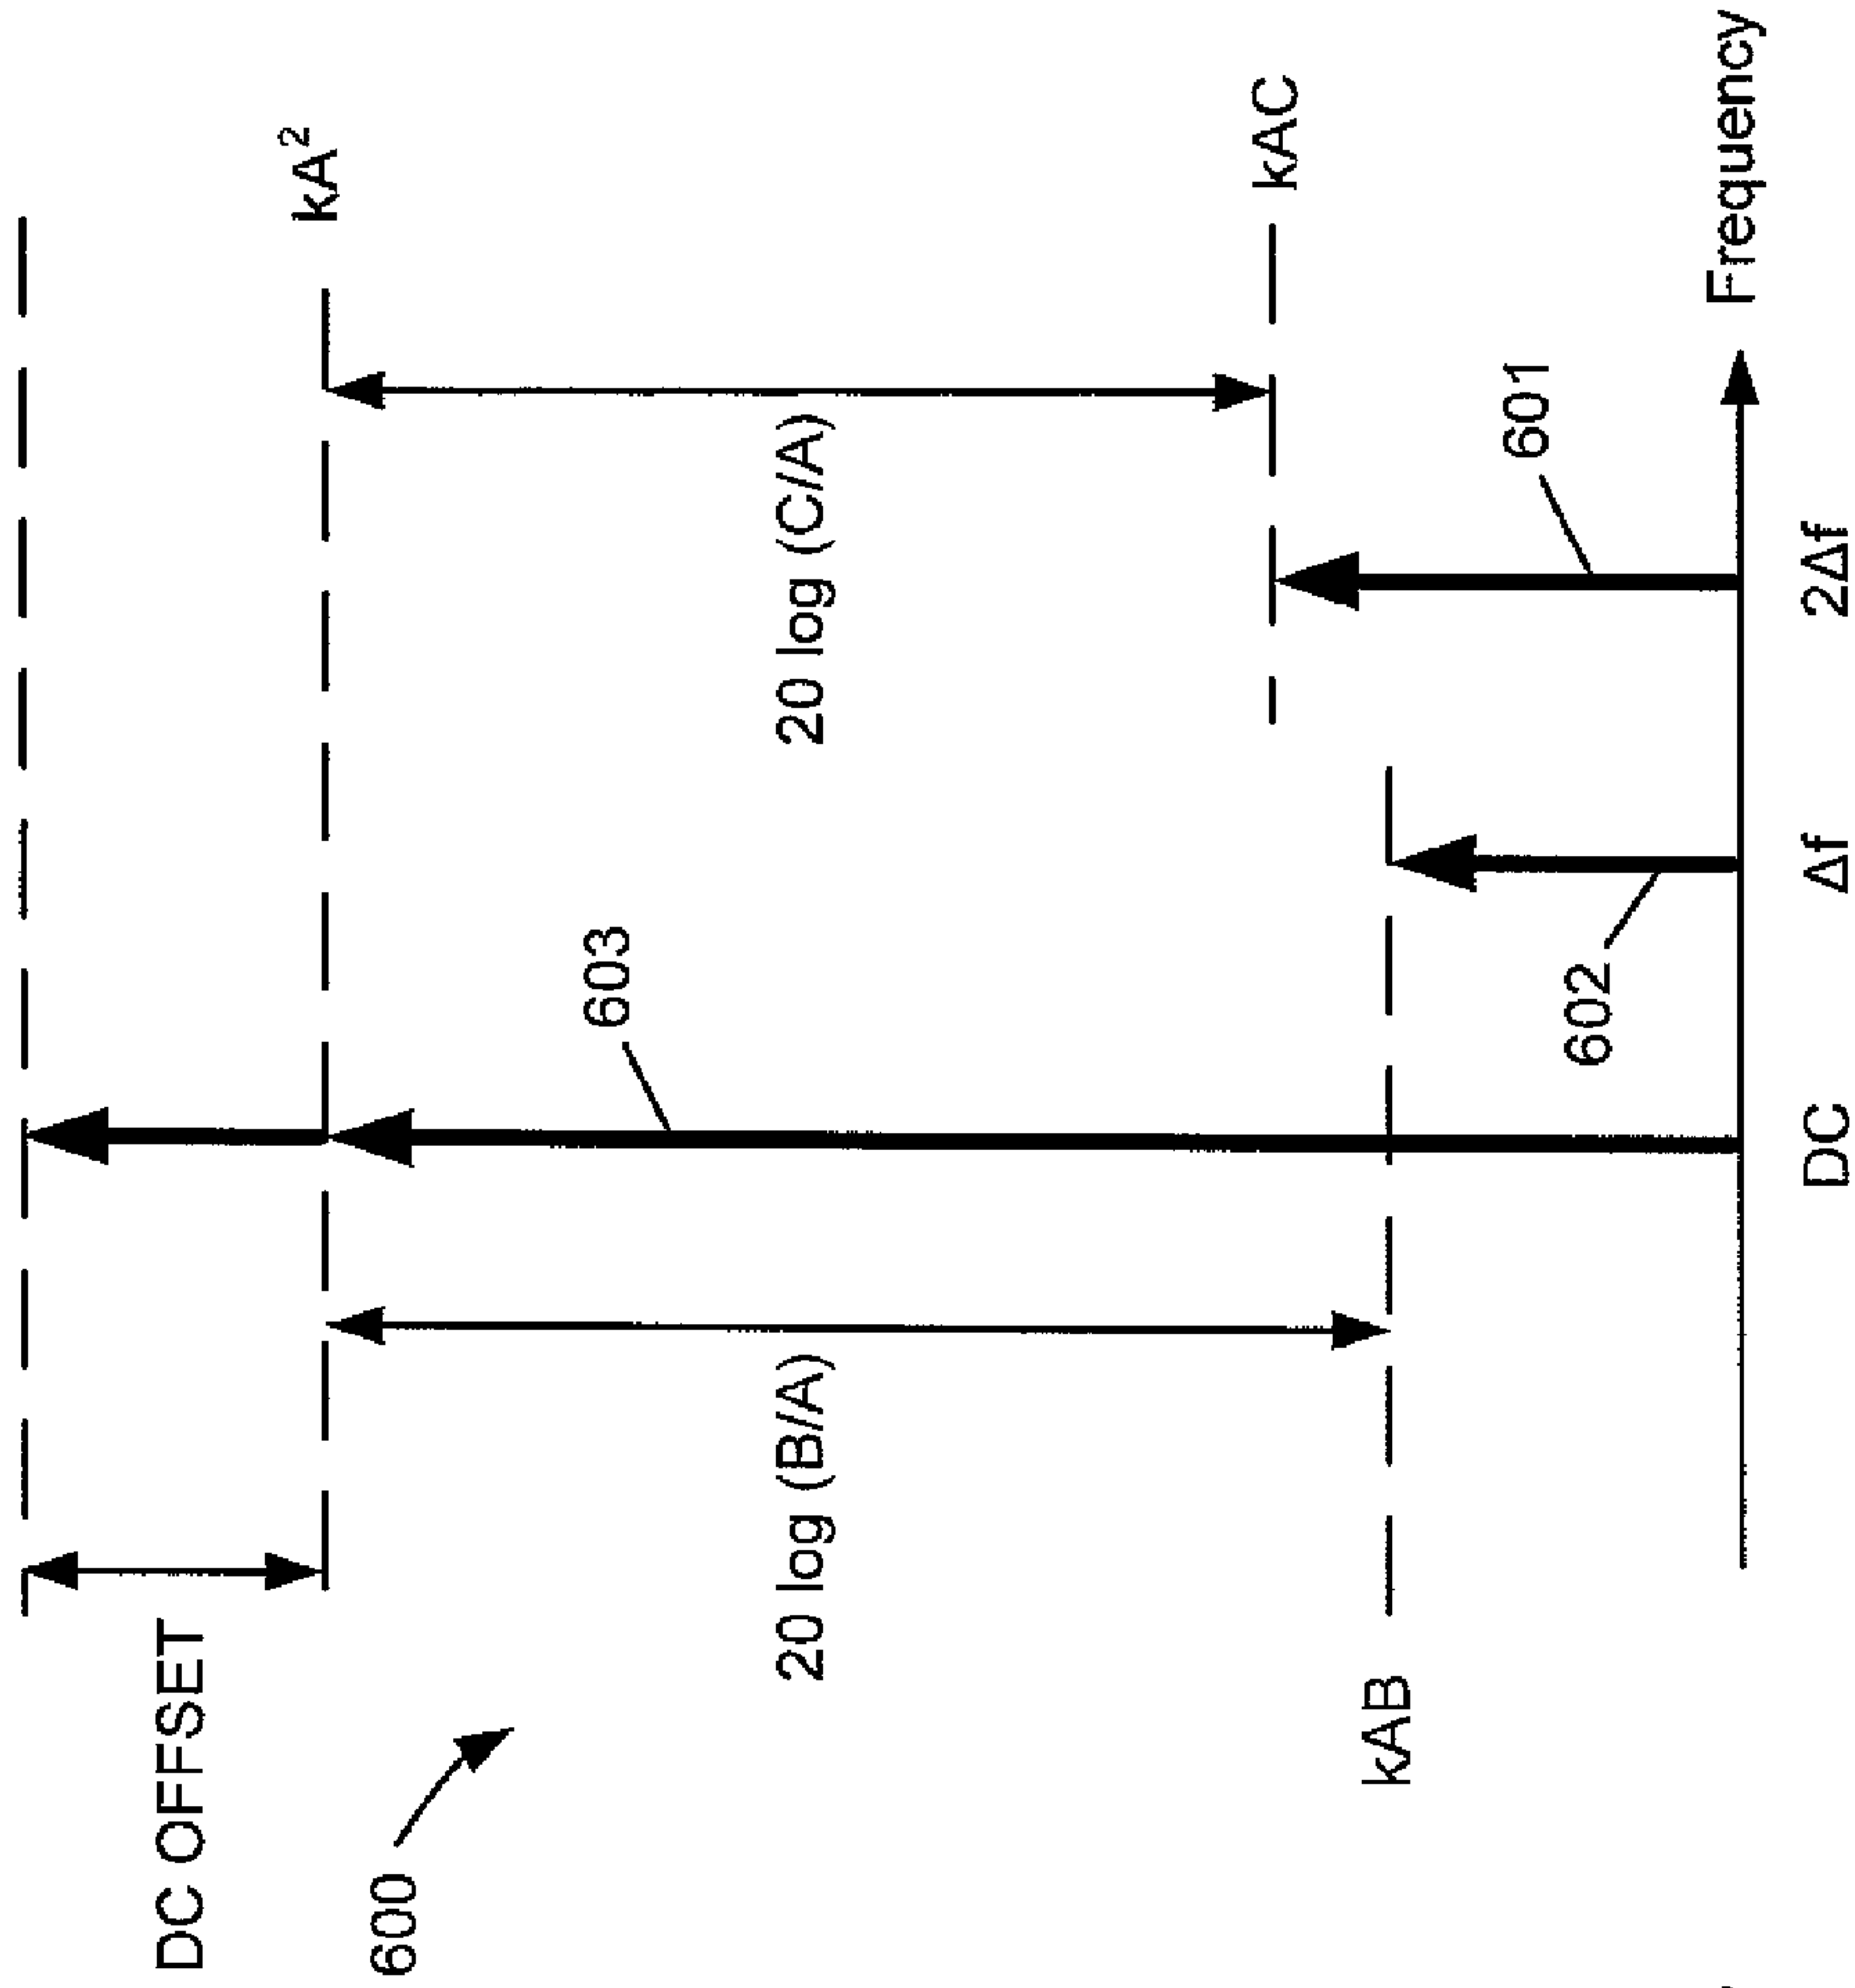 DC OFFSET
600
kA²
603
20 log (B/A)
20 log (C/A)
kAB
kAC
602
601
DC
Δf
2Δf
Frequency